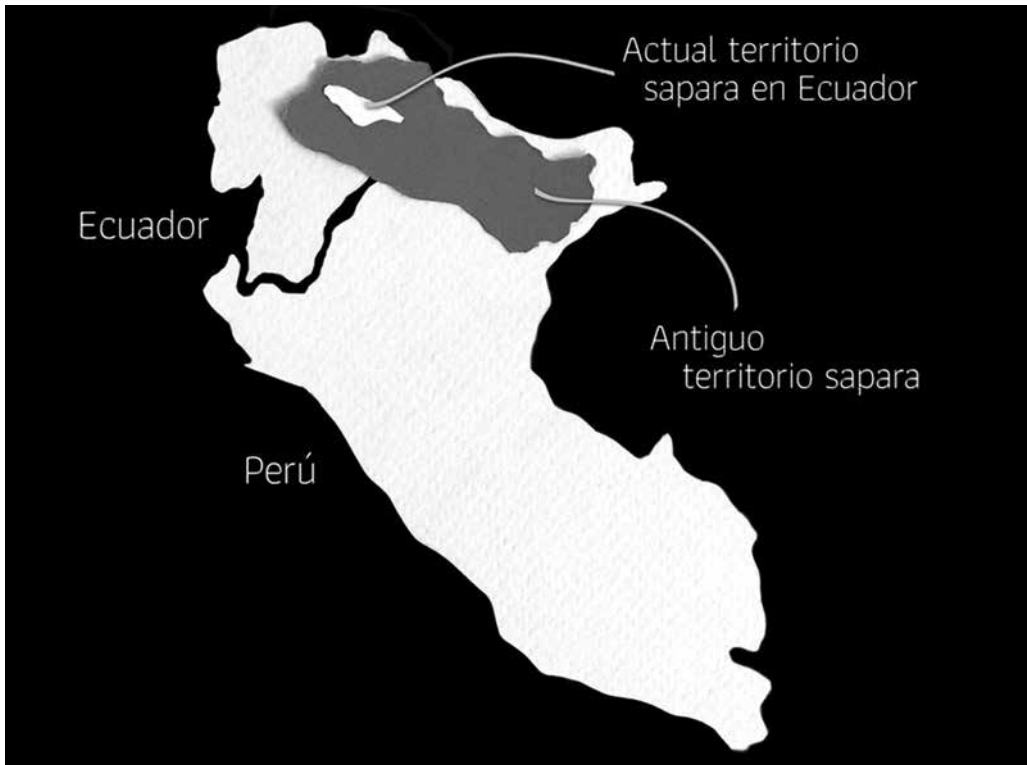 Actual territorio
sapara en Ecuador
Ecuador
Antiguo
territorio sapara
Perú